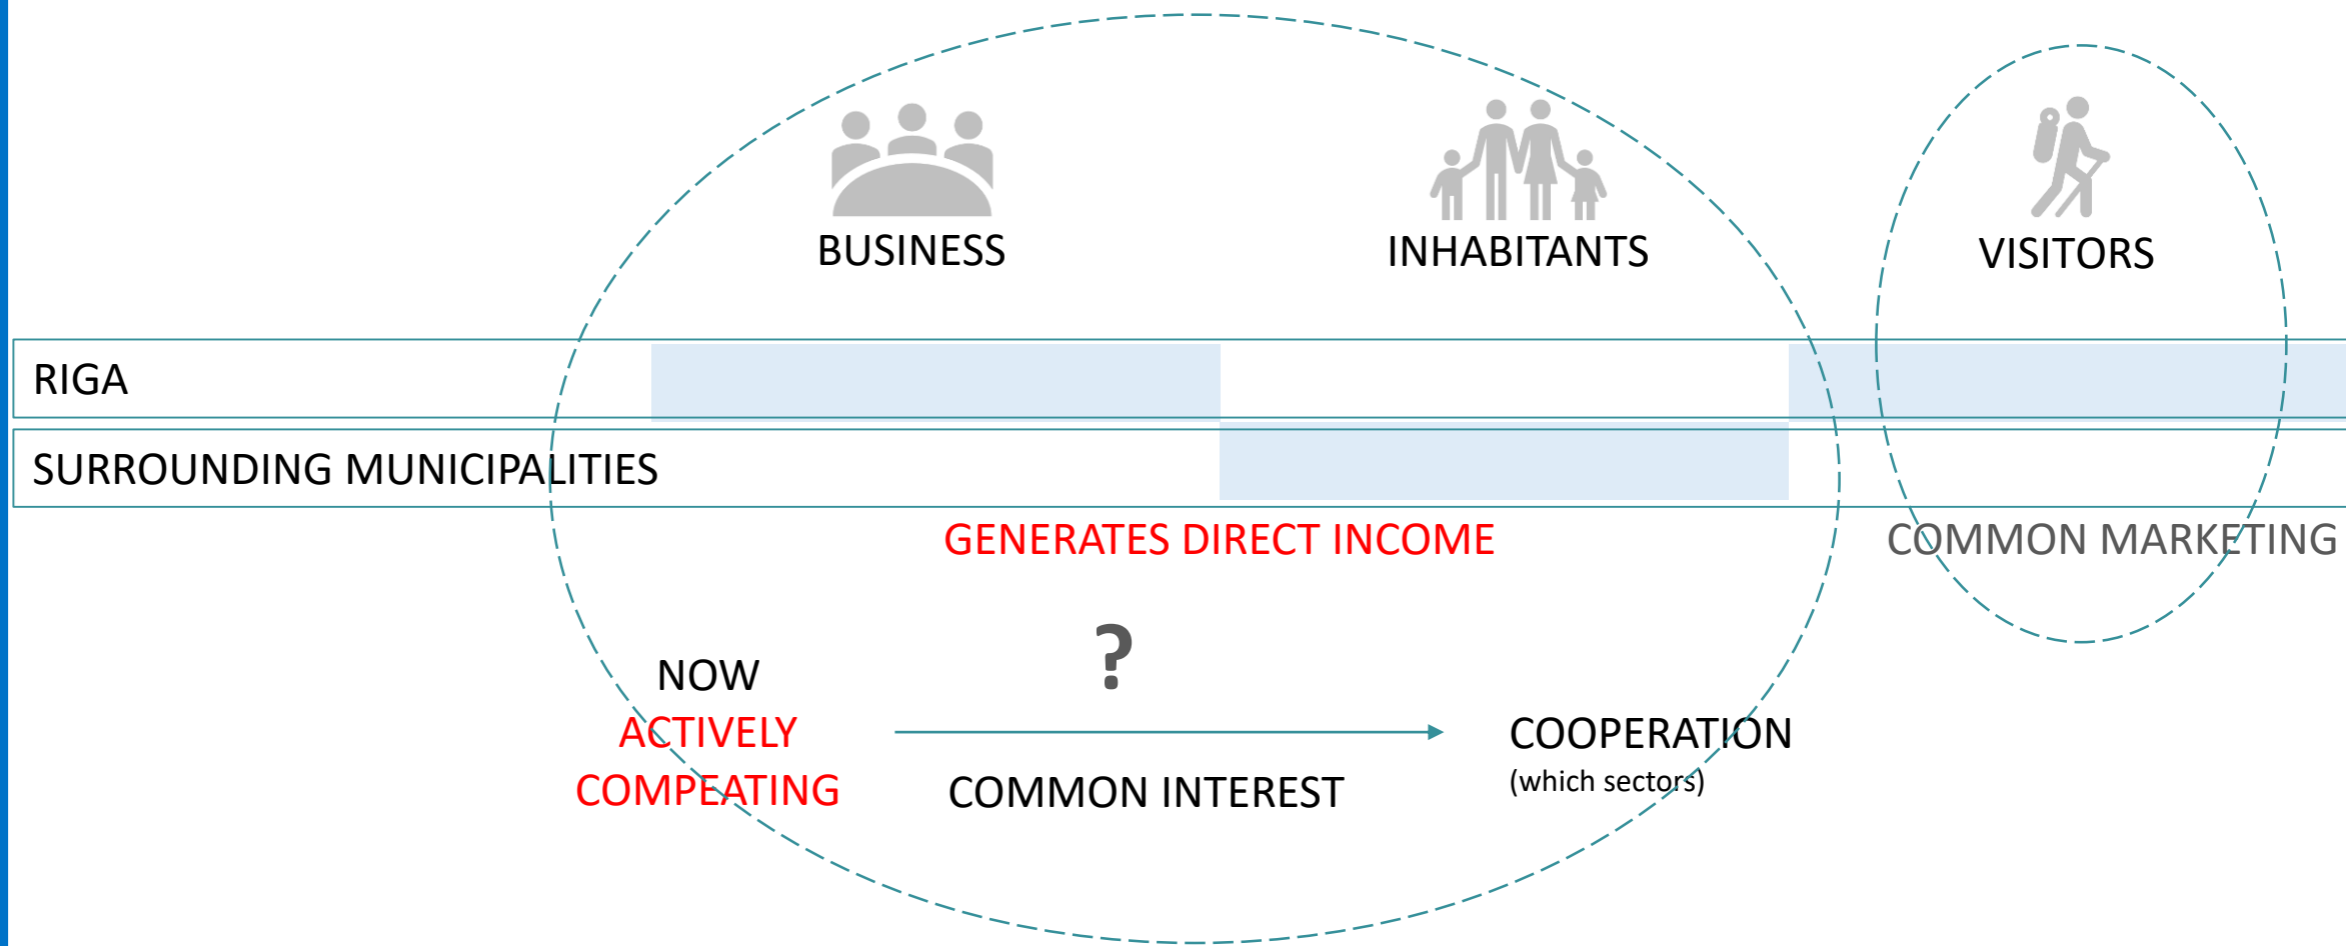 BUSINESS
INHABITANTS
VISITORS
RIGA
SURROUNDING MUNICIPALITIES
GENERATES DIRECT INCOME
COMMON MARKETING
?
NOW
ACTIVELY
COMPEATING
COMMON INTEREST
COOPERATION
(which sectors)